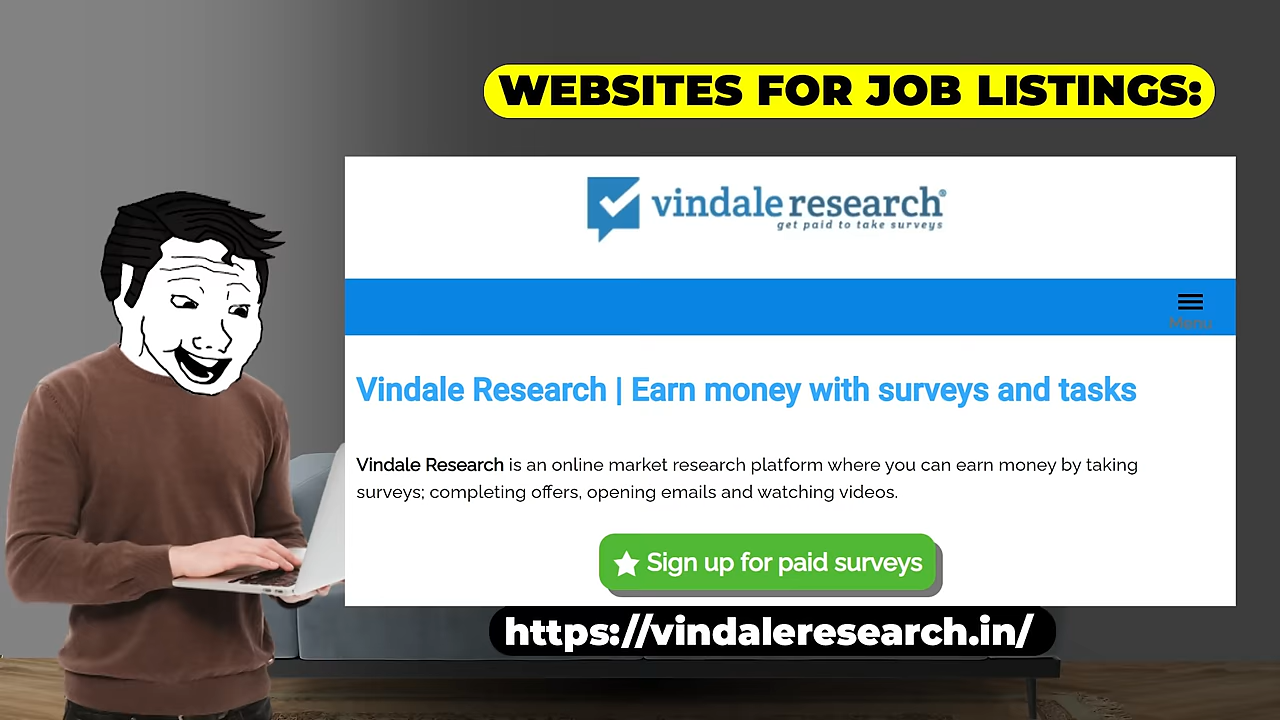 WEBSITES FOR JOB LISTINGS:
vindale research®
get paid to take surveys
Menu
Vindale Research | Earn money with surveys and tasks
Vindale Research is an online market research platform where you can earn money by taking
surveys; completing offers, opening emails and watching videos.
Sign up for paid surveys
https://vindaleresearch.in/